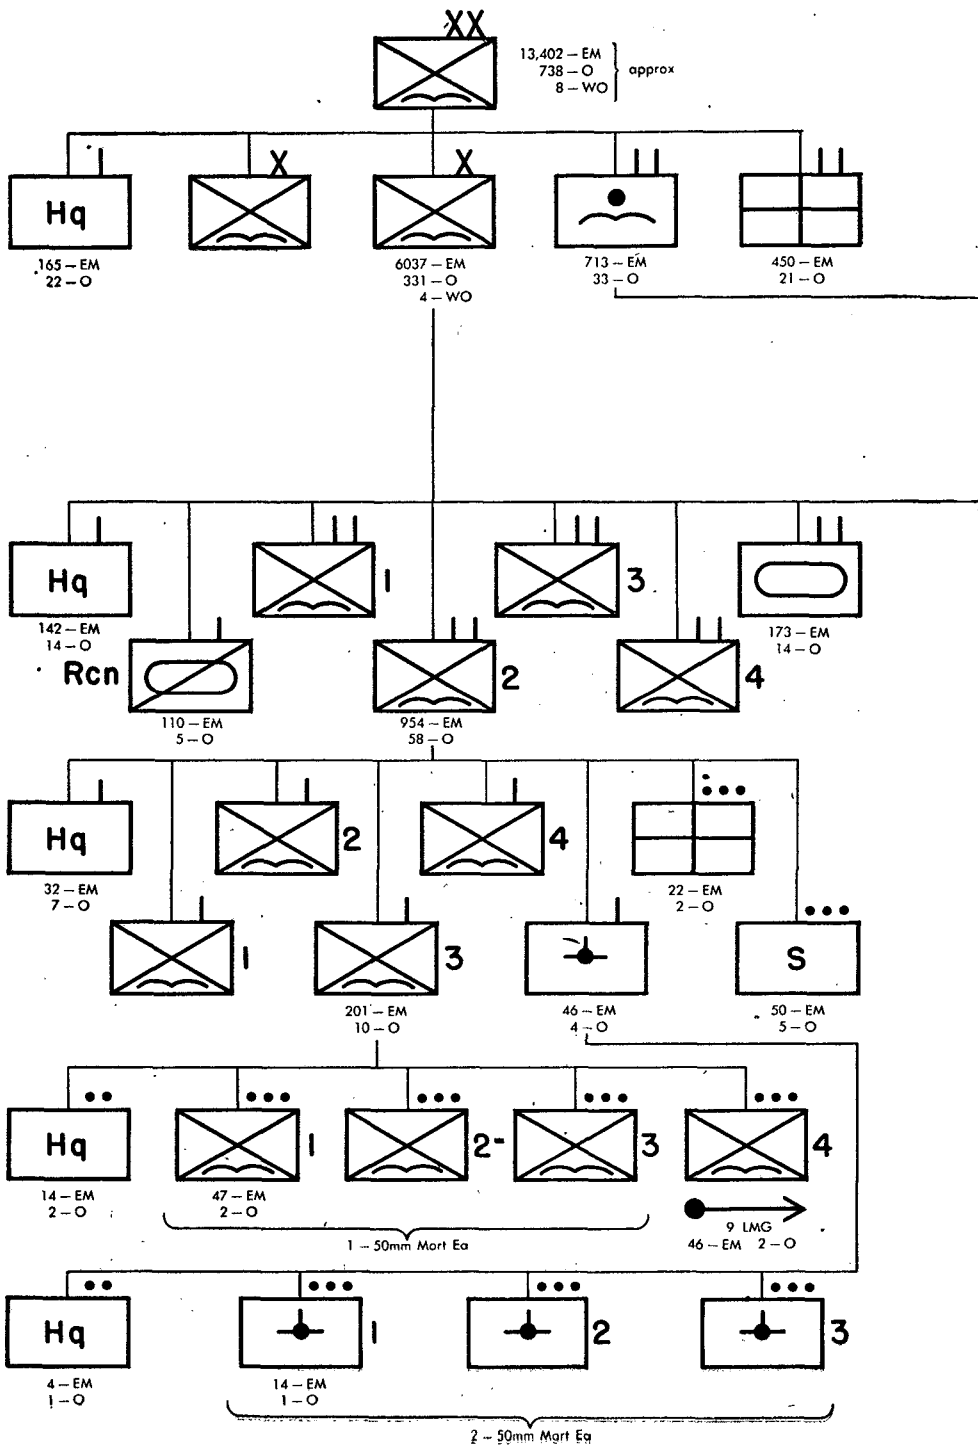 XX
13,402 – EM
738 – O
8 – WO
approx
Hq
X
X
165 – EM
22 – O
6037 – EM
331 – O
4 – WO
713 – EM
33 – O
450 – EM
21 – O
Hq
1
3
142 – EM
14 – O
173 – EM
14 – O
Rcn
2
4
110 – EM
5 – O
954 – EM
58 – O
Hq
2
4
32 – EM
7 – O
22 – EM
2 – O
1
3
S
201 – EM
10 – O
46 – EM
4 – O
50 – EM
5 – O
Hq
1
2
3
4
14 – EM
2 – O
47 – EM
2 – O
9 LMG
46 – EM 2 – O
1 – 50mm Mort Ea
Hq
1
2
3
4 – EM
1 – O
14 – EM
1 – O
2 – 50mm Mort Ea